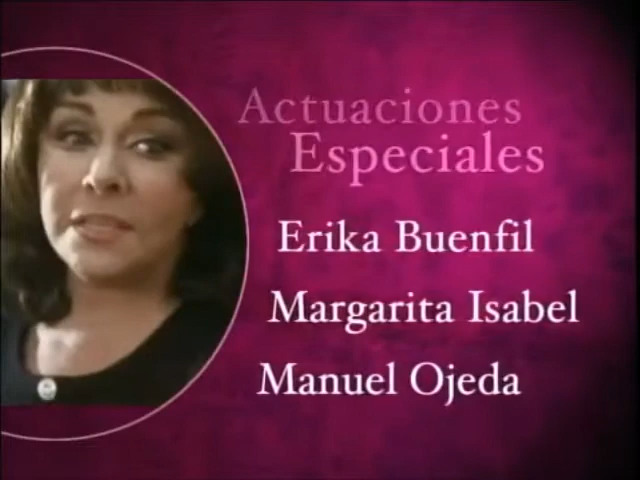 Actuaciones
Especiales
Erika Buenfil
Margarita Isabel
Manuel Ojeda